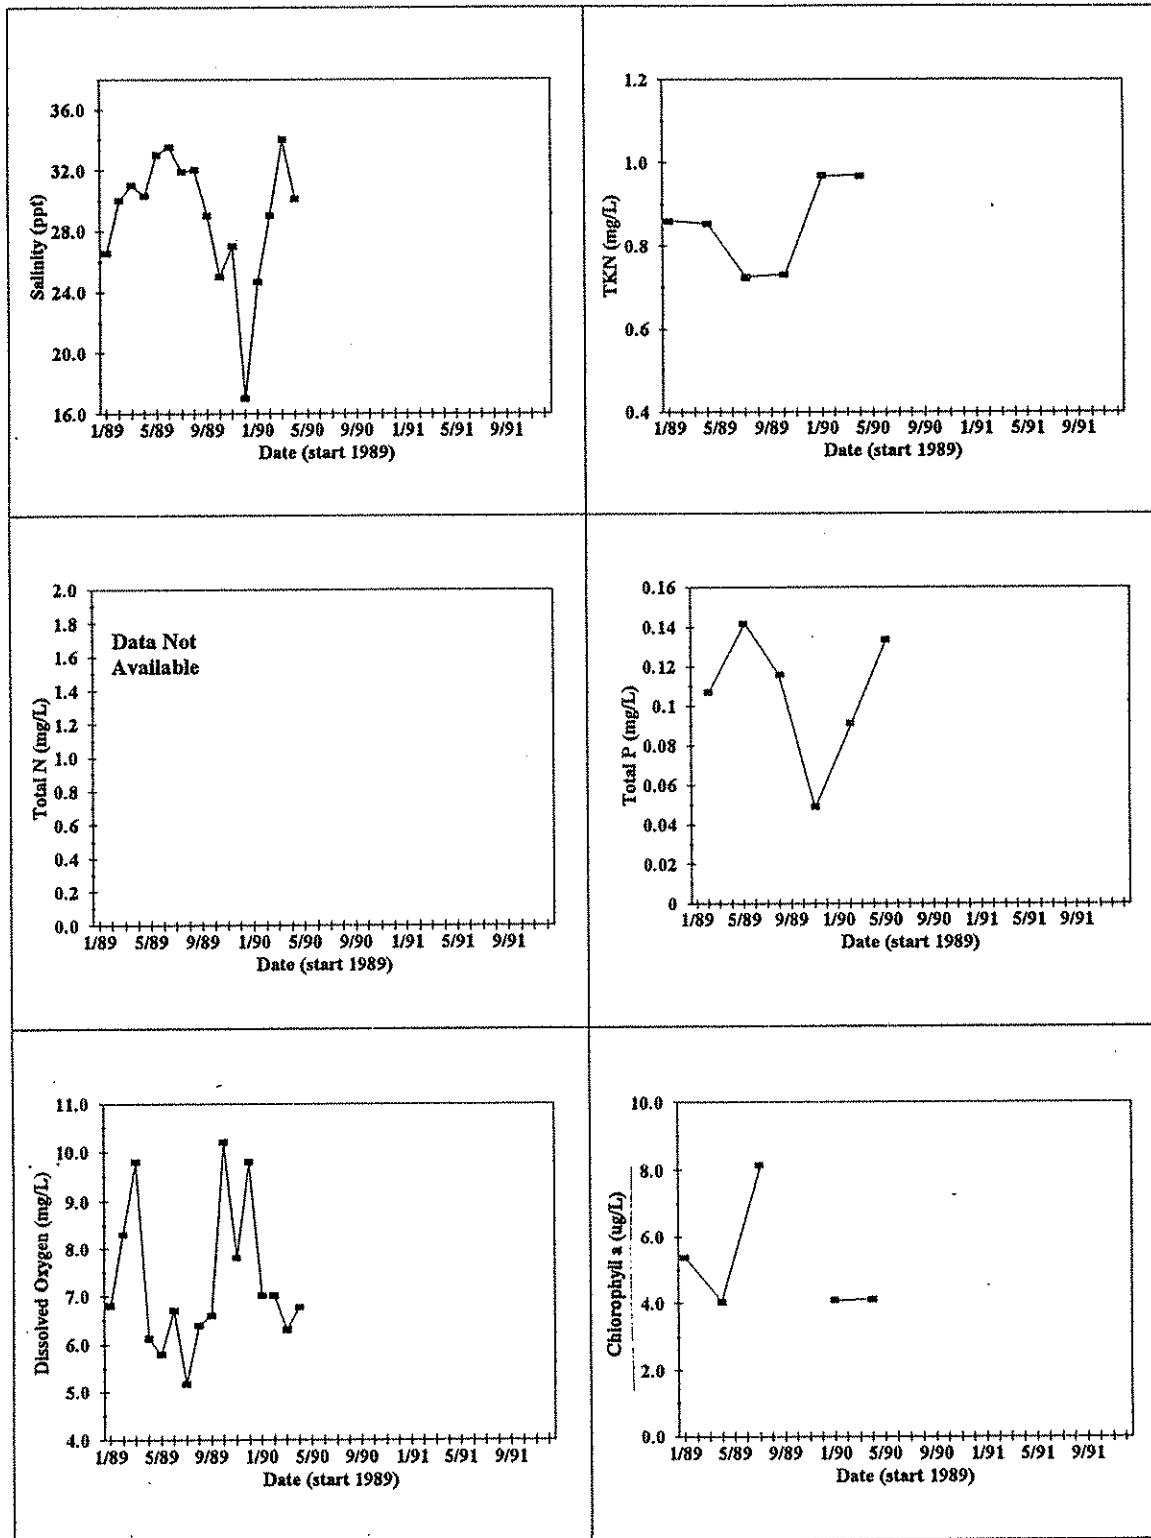 36.0
32.0
28.0
24.0
20.0
16.0
Salinity (ppt)
1/89 5/89 9/89 1/90 5/90 9/90 1/91 5/91 9/91
Date (start 1989)
1.2
1.0
0.8
0.6
0.4
TKN (mg/L)
1/89 5/89 9/89 1/90 5/90 9/90 1/91 5/91 9/91
Date (start 1989)
2.0
1.8
1.6
1.4
1.2
1.0
0.8
0.6
0.4
0.2
0.0
Total N (mg/L)
Data Not
Available
1/89 5/89 9/89 1/90 5/90 9/90 1/91 5/91 9/91
Date (start 1989)
0.16
0.14
0.12
0.1
0.08
0.06
0.04
0.02
0
Total P (mg/L)
1/89 5/89 9/89 1/90 5/90 9/90 1/91 5/91 9/91
Date (start 1989)
11.0
10.0
9.0
8.0
7.0
6.0
5.0
4.0
Dissolved Oxygen (mg/L)
1/89 5/89 9/89 1/90 5/90 9/90 1/91 5/91 9/91
Date (start 1989)
10.0
8.0
6.0
4.0
2.0
0.0
Chlorophyll a (ug/L)
1/89 5/89 9/89 1/90 5/90 9/90 1/91 5/91 9/91
Date (start 1989)